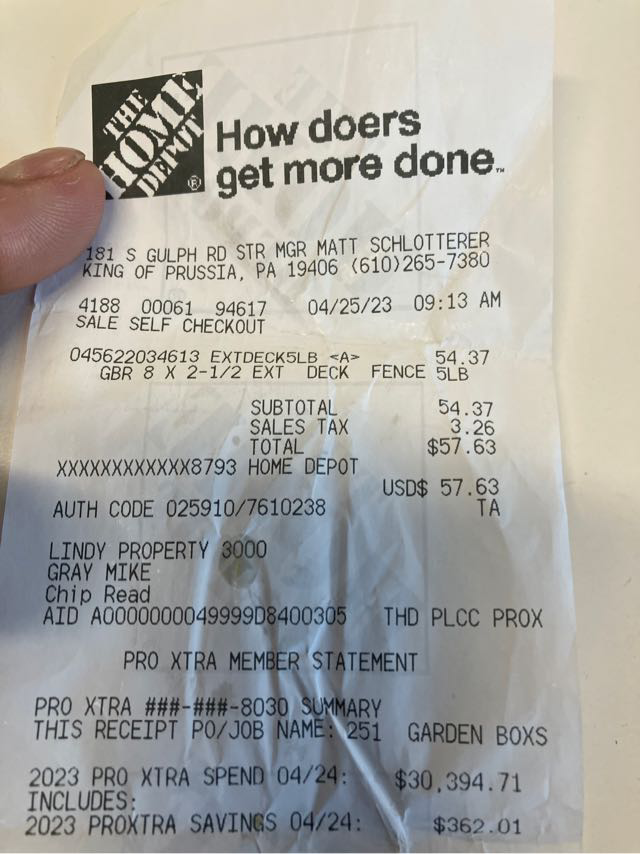 THE
HOME
DEPOT
®
How doers
get more done.™
181 S GULPH RD STR MGR MATT SCHLOTTERER
KING OF PRUSSIA, PA 19406 (610)265-7380
4188 00061 94617 04/25/23 09:13 AM
SALE SELF CHECKOUT
045622034613 EXTDECK5LB <A> 54.37
GBR 8 X 2-1/2 EXT DECK FENCE 5LB
SUBTOTAL 54.37
SALES TAX 3.26
TOTAL $57.63
XXXXXXXXXXXX8793 HOME DEPOT
USD$ 57.63
AUTH CODE 025910/7610238 TA
LINDY PROPERTY 3000
GRAY MIKE
Chip Read
AID A0000000049999D8400305 THD PLCC PROX
PRO XTRA MEMBER STATEMENT
PRO XTRA ###-###-8030 SUMMARY
THIS RECEIPT PO/JOB NAME: 251 GARDEN BOXS
2023 PRO XTRA SPEND 04/24: $30,394.71
INCLUDES:
2023 PROXTRA SAVINGS 04/24: $362.01